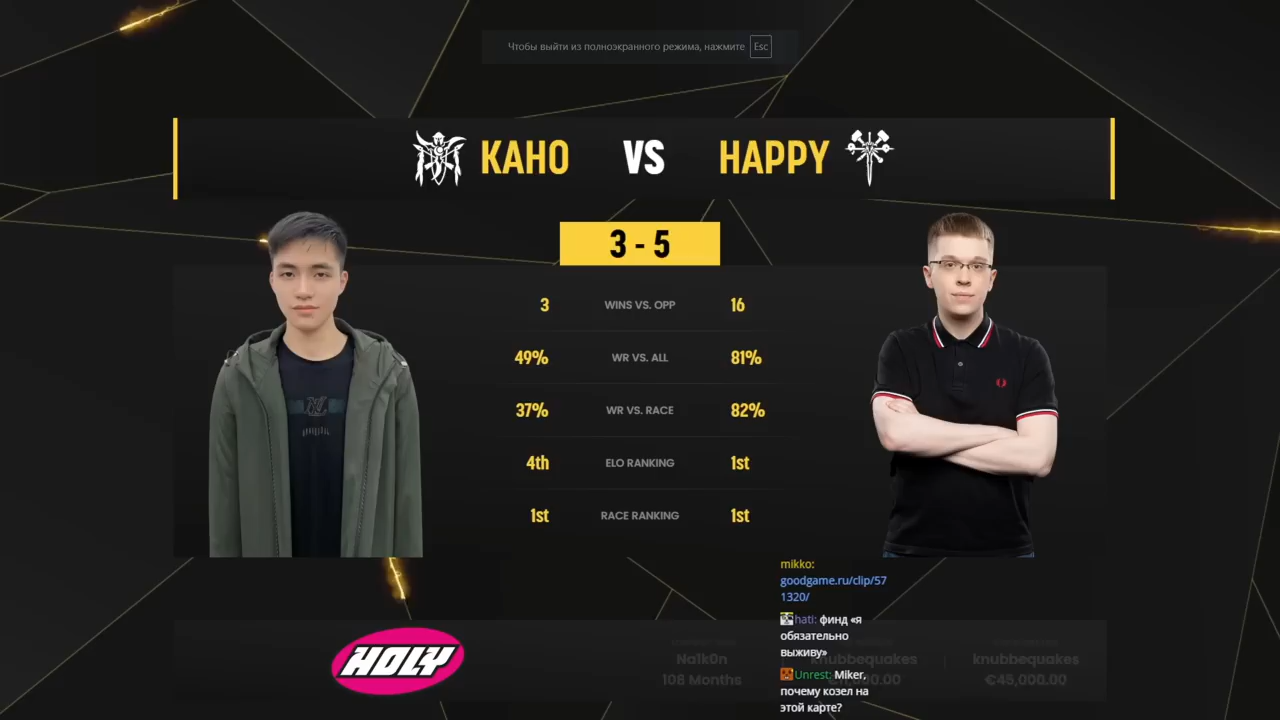 Чтобы выйти из полноэкранного режима, нажмите Esc
KAHO VS HAPPY
3 - 5
3 WINS VS. OPP 16
49% WR VS. ALL 81%
37% WR VS. RACE 82%
4th ELO RANKING 1st
1st RACE RANKING 1st
mikko:
goodgame.ru/clip/57
1320/
hati: финд «я
обязательно
выживу»
Unrest: Miker,
почему козел на
этой карте?
HOLY
Na1k0n
108 Months
knubbequakes
knubbequakes
€45,000.00